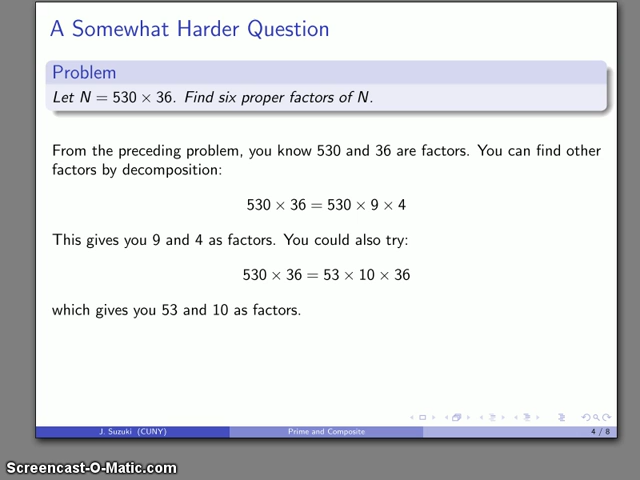 A Somewhat Harder Question
Problem
Let N = 530 × 36. Find six proper factors of N.
From the preceding problem, you know 530 and 36 are factors. You can find other
factors by decomposition:
530 × 36 = 530 × 9 × 4
This gives you 9 and 4 as factors. You could also try:
530 × 36 = 53 × 10 × 36
which gives you 53 and 10 as factors.
J. Suzuki (CUNY) Prime and Composite 4 / 8
Screencast-O-Matic.com